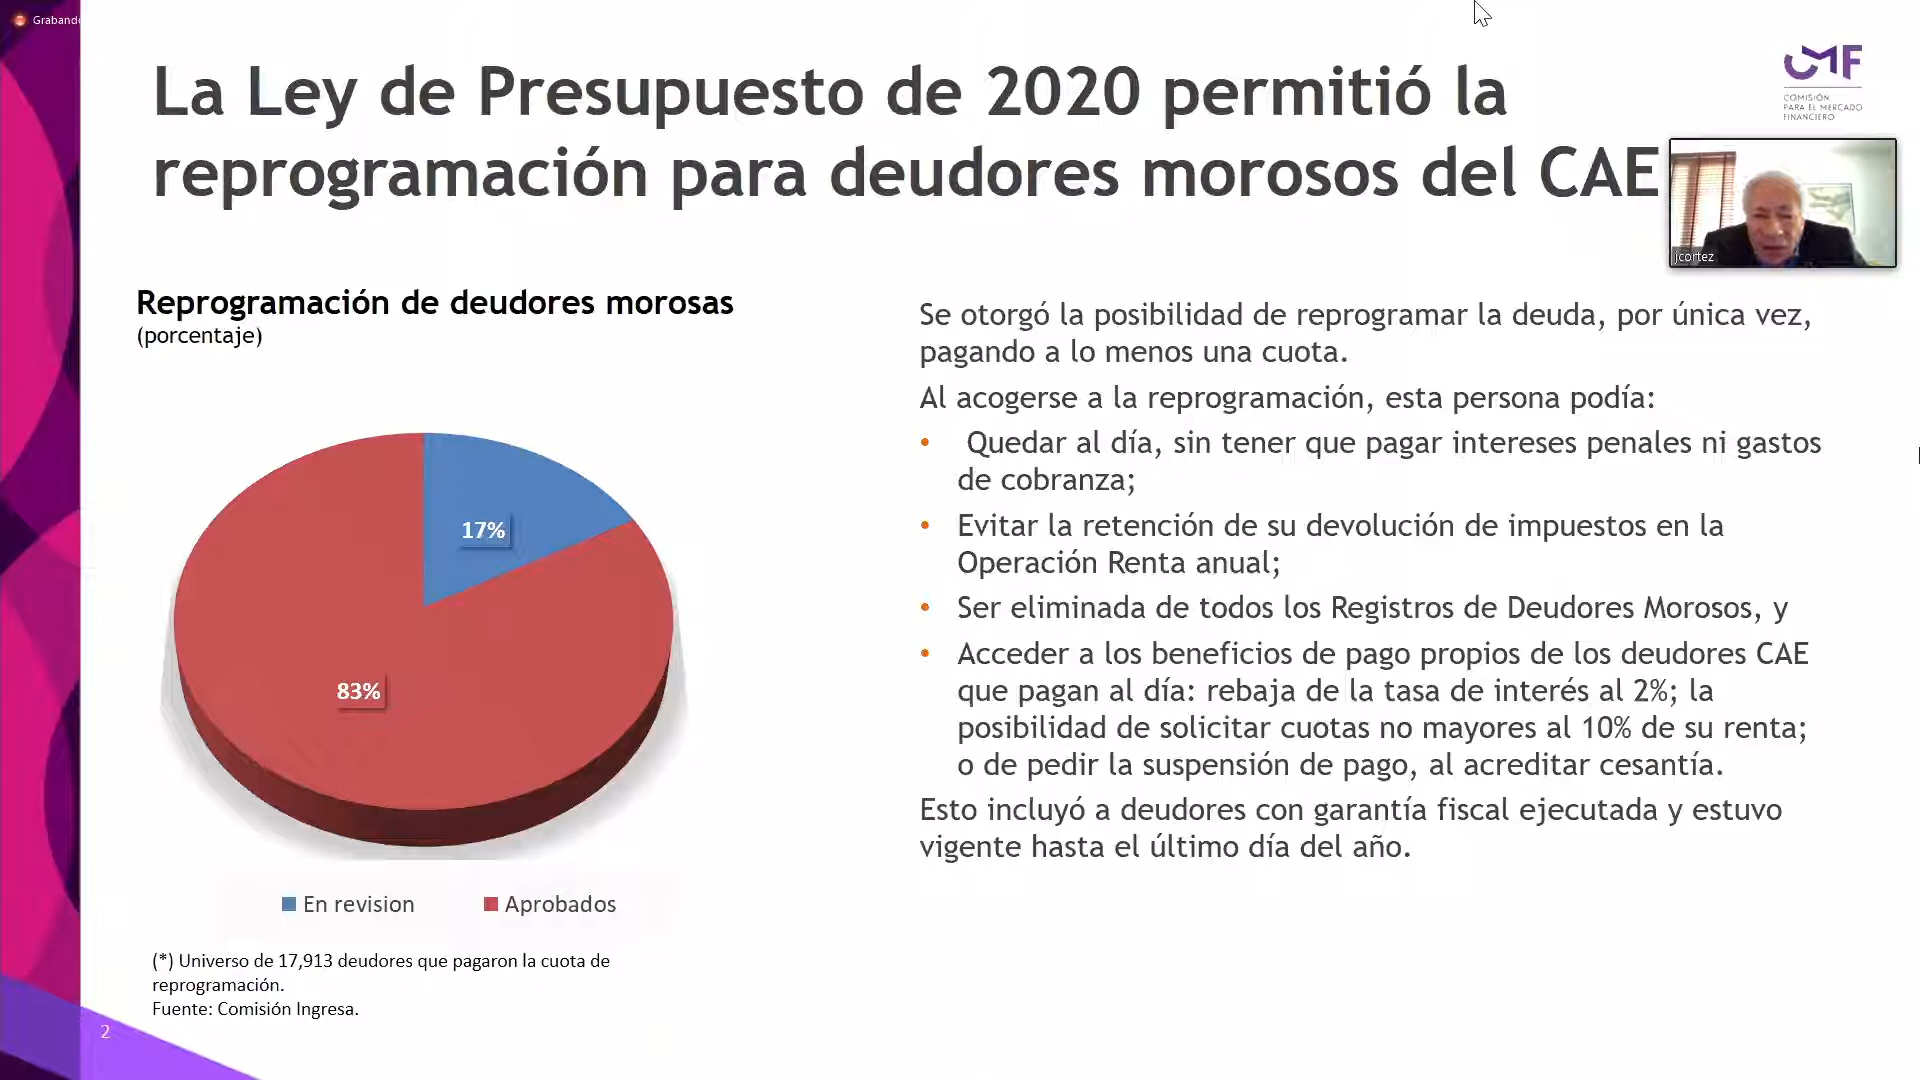 La Ley de Presupuesto de 2020 permitió la
reprogramación para deudores morosos del CAE
CMF
COMISIÓN
PARA EL MERCADO
FINANCIERO
jcortez
Reprogramación de deudores morosas
(porcentaje)
17%
83%
En revision
Aprobados
(*) Universo de 17,913 deudores que pagaron la cuota de
reprogramación.
Fuente: Comisión Ingresa.
2
Se otorgó la posibilidad de reprogramar la deuda, por única vez,
pagando a lo menos una cuota.
Al acogerse a la reprogramación, esta persona podía:
• Quedar al día, sin tener que pagar intereses penales ni gastos
de cobranza;
• Evitar la retención de su devolución de impuestos en la
Operación Renta anual;
• Ser eliminada de todos los Registros de Deudores Morosos, y
• Acceder a los beneficios de pago propios de los deudores CAE
que pagan al día: rebaja de la tasa de interés al 2%; la
posibilidad de solicitar cuotas no mayores al 10% de su renta;
o de pedir la suspensión de pago, al acreditar cesantía.
Esto incluyó a deudores con garantía fiscal ejecutada y estuvo
vigente hasta el último día del año.